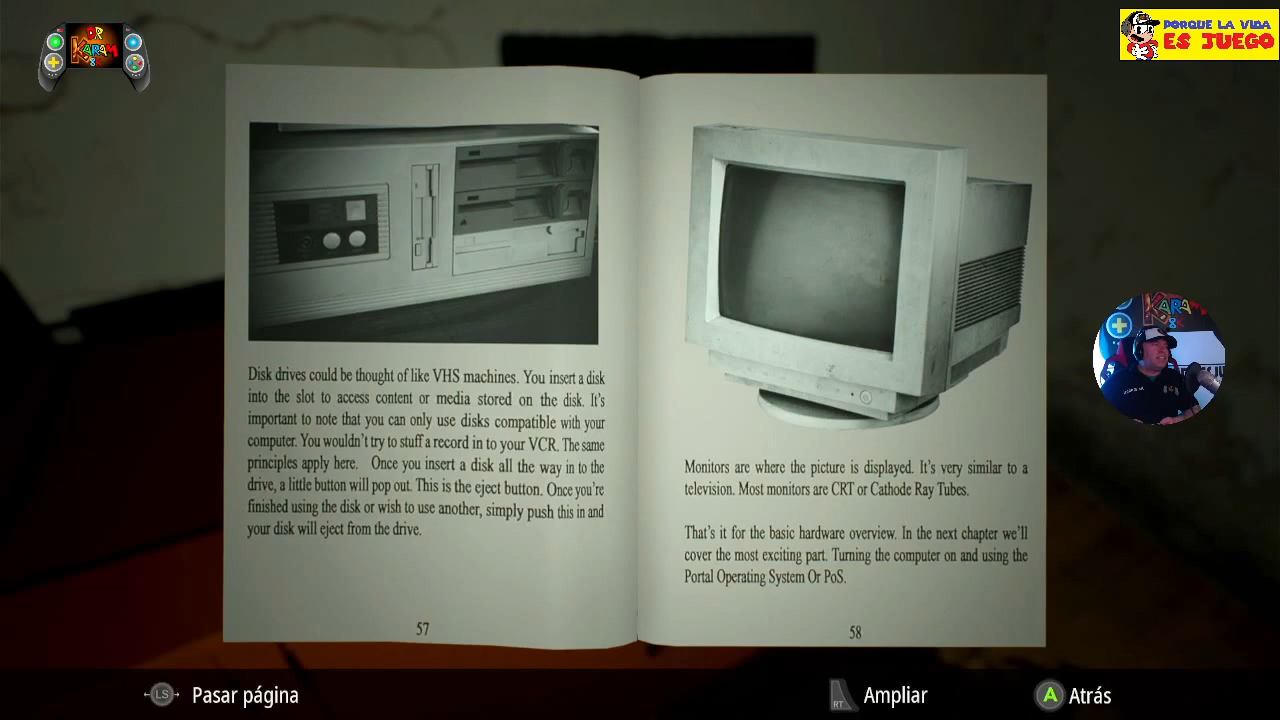 DR
KARAM
SK
PORQUE LA VIDA
ES JUEGO
Disk drives could be thought of like VHS machines. You insert a disk
into the slot to access content or media stored on the disk. It's
important to note that you can only use disks compatible with your
computer. You wouldn't try to stuff a record in to your VCR. The same
principles apply here. Once you insert a disk all the way in to the
drive, a little button will pop out. This is the eject button. Once you're
finished using the disk or wish to use another, simply push this in and
your disk will eject from the drive.
57
Monitors are where the picture is displayed. It's very similar to a
television. Most monitors are CRT or Cathode Ray Tubes.
That's it for the basic hardware overview. In the next chapter we'll
cover the most exciting part. Turning the computer on and using the
Portal Operating System Or PoS.
58
KARAM
LS Pasar página
RT Ampliar
A Atrás